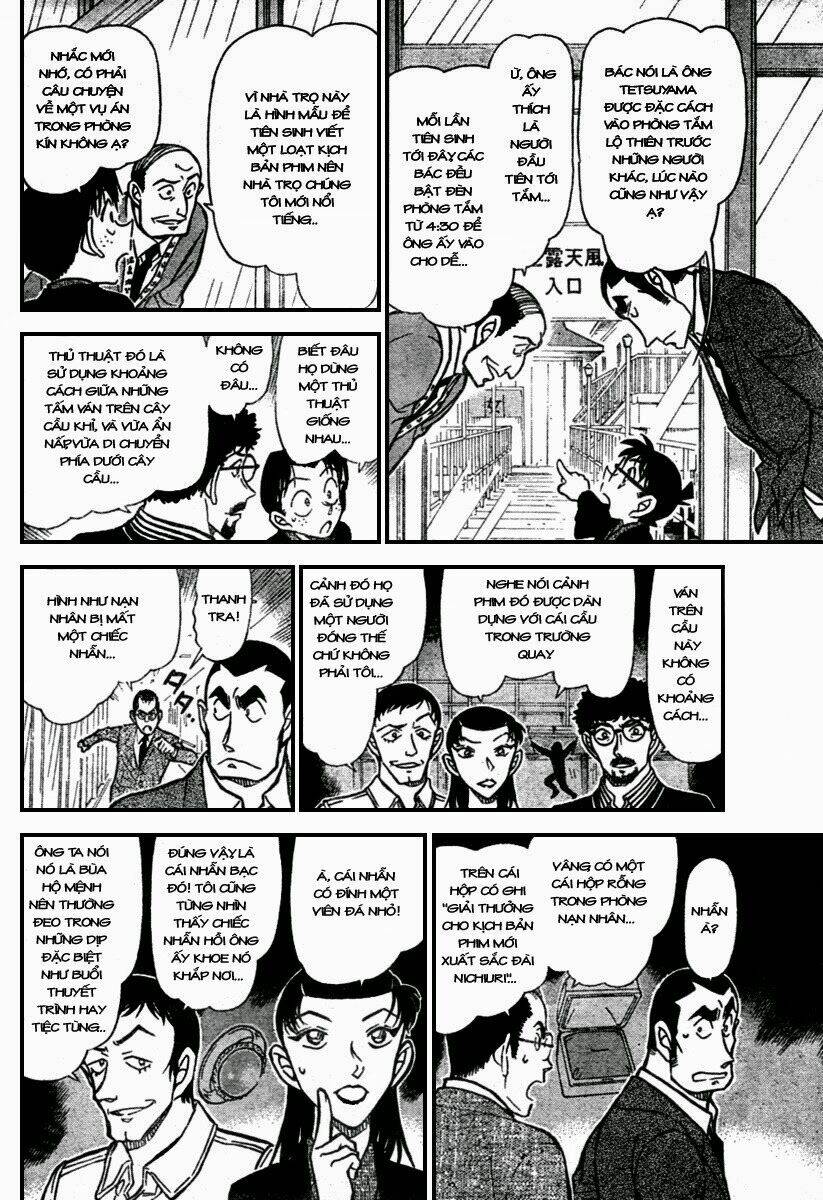 BÁC NÓI LÀ ÔNG
TETSUYAMA
ĐƯỢC ĐẶC CÁCH
VÀO PHÒNG TẮM
LỘ THIÊN TRƯỚC
NHỮNG NGƯỜI
KHÁC, LÚC NÀO
CŨNG NHƯ VẬY
Ạ?
Ừ, ÔNG
ẤY
THÍCH
LÀ
NGƯỜI
ĐẦU
TIÊN TỚI
TẮM...
MỖI LẦN
TIÊN SINH
TỚI ĐÂY, CÁC
BÁC ĐỀU
BẬT ĐÈN
PHÒNG TẮM
TỪ 4:30 ĐỂ
ÔNG ẤY VÀO
CHO DỄ...
露天風
入口
VÌ NHÀ TRỌ NÀY
LÀ HÌNH MẪU ĐỂ
TIÊN SINH VIẾT
MỘT LOẠT KỊCH
BẢN PHIM NÊN
NHÀ TRỌ CHÚNG
TÔI MỚI NỔI
TIẾNG..
NHẮC MỚI
NHỚ, CÓ PHẢI
CÂU CHUYỆN
VỀ MỘT VỤ ÁN
TRONG PHÒNG
KÍN KHÔNG Ạ?
BIẾT ĐÂU
HỌ DÙNG
MỘT THỦ
THUẬT
GIỐNG
NHAU...
KHÔNG
CÓ
ĐÂU...
THỦ THUẬT ĐÓ LÀ
SỬ DỤNG KHOẢNG
CÁCH GIỮA NHỮNG
TẤM VÁN TRÊN CÂY
CẦU KHỈ, VÀ VỪA ẨN
NẤP, VỪA DI CHUYỂN
PHÍA DƯỚI CÂY
CẦU...
VÁN
TRÊN
CẦU
NÀY
KHÔNG
CÓ
KHOẢNG
CÁCH...
NGHE NÓI CẢNH
PHIM ĐÓ ĐƯỢC DÀN
DỰNG VỚI CÁI CẦU
TRONG TRƯỜNG
QUAY
CẢNH ĐÓ HỌ
ĐÃ SỬ DỤNG
MỘT NGƯỜI
ĐÓNG THẾ
CHỨ KHÔNG
PHẢI TÔI...
THANH
TRA!
HÌNH NHƯ NẠN
NHÂN BỊ MẤT
MỘT CHIẾC
NHẪN...
タタ..
NHẪN
À?
VÂNG CÓ MỘT
CÁI HỘP RỖNG
TRONG PHÒNG
NẠN NHÂN...
TRÊN CÁI
HỘP CÓ GHI
"GIẢI THƯỞNG
CHO KỊCH BẢN
PHIM MỚI
XUẤT SẮC ĐÀI
NICHIURI"...
À, CÁI NHẪN
CÓ ĐÍNH MỘT
VIÊN ĐÁ NHỎ!
ĐÚNG VẬY, LÀ
CÁI NHẪN BẠC
ĐÓ! TÔI CŨNG
TỪNG NHÌN
THẤY CHIẾC
NHẪN HỒI ÔNG
ẤY KHOE NÓ
KHẮP NƠI...
ÔNG TA NÓI
NÓ LÀ BÙA
HỘ MỆNH
NÊN THƯỜNG
ĐEO TRONG
NHỮNG DỊP
ĐẶC BIỆT
NHƯ BUỔI
THUYẾT
TRÌNH HAY
TIỆC TÙNG..